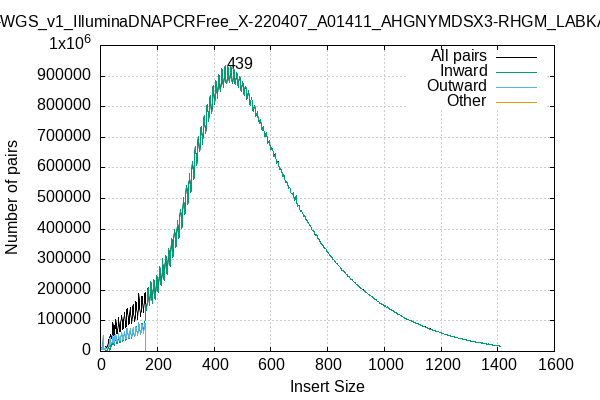 -WGS_v1_IlluminaDNAPCRFree_X-220407_A01411_AHGNYMDSX3-RHGM_LABKA
1x10^6
900000
800000
700000
600000
500000
400000
300000
200000
100000
0
Number of pairs
439
All pairs
Inward
Outward
Other
0 200 400 600 800 1000 1200 1400 1600
Insert Size